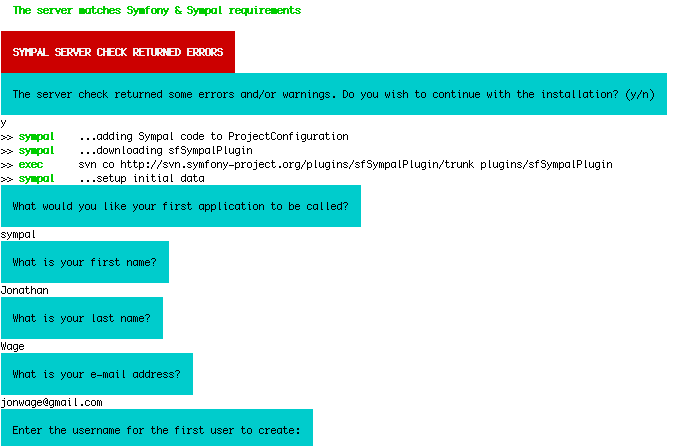 The server matches Symfony & Sympal requirements
SYMPAL SERVER CHECK RETURNED ERRORS
The server check returned some errors and/or warnings. Do you wish to continue with the installation? (y/n)
y
>> sympal    ...adding Sympal code to ProjectConfiguration
>> sympal    ...downloading sfSympalPlugin
>> exec      svn co http://svn.symfony-project.org/plugins/sfSympalPlugin/trunk plugins/sfSympalPlugin
>> sympal    ...setup initial data
What would you like your first application to be called?
sympal
What is your first name?
Jonathan
What is your last name?
Wage
What is your e-mail address?
jonwage@gmail.com
Enter the username for the first user to create: